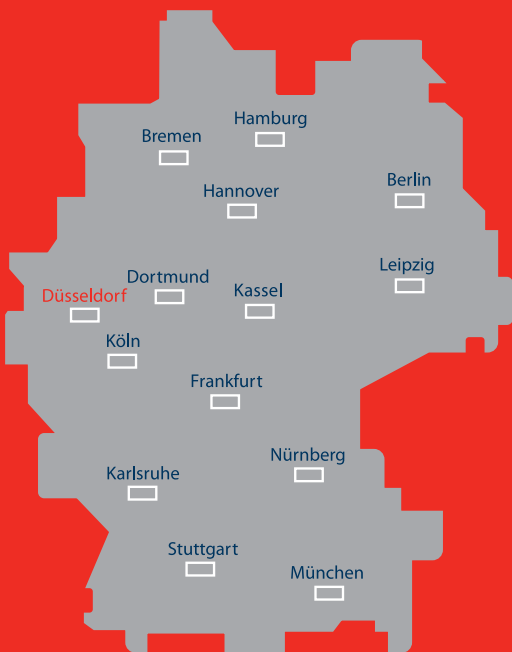 Hamburg
Bremen
Berlin
Hannover
Leipzig
Dortmund
Kassel
Düsseldorf
Köln
Frankfurt
Nürnberg
Karlsruhe
Stuttgart
München